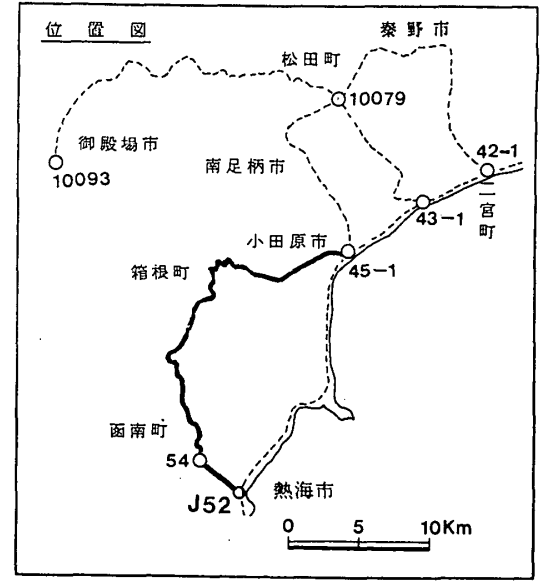 位置図
秦野市
松田町
10079
御殿場市
10093
南足柄市
42-1
二宮町
43-1
小田原市
45-1
箱根町
函南町
54
J52
熱海市
0 5 10Km